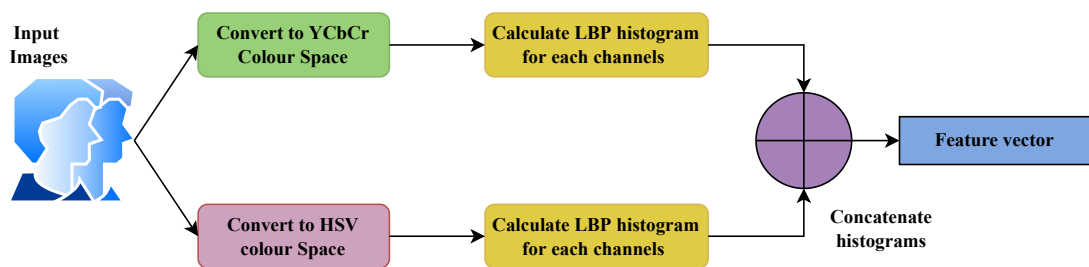 Input
Images
Convert to YCbCr
Colour Space
Calculate LBP histogram
for each channels
Feature vector
Convert to HSV
colour Space
Calculate LBP histogram
for each channels
Concatenate
histograms